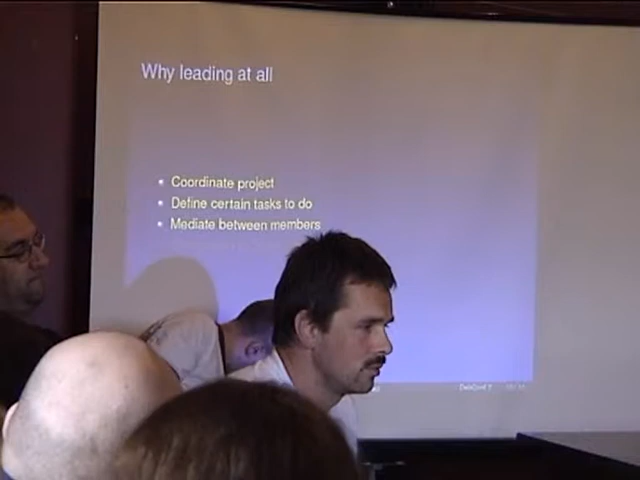 Why leading at all
Coordinate project
Define certain tasks to do
Mediate between members